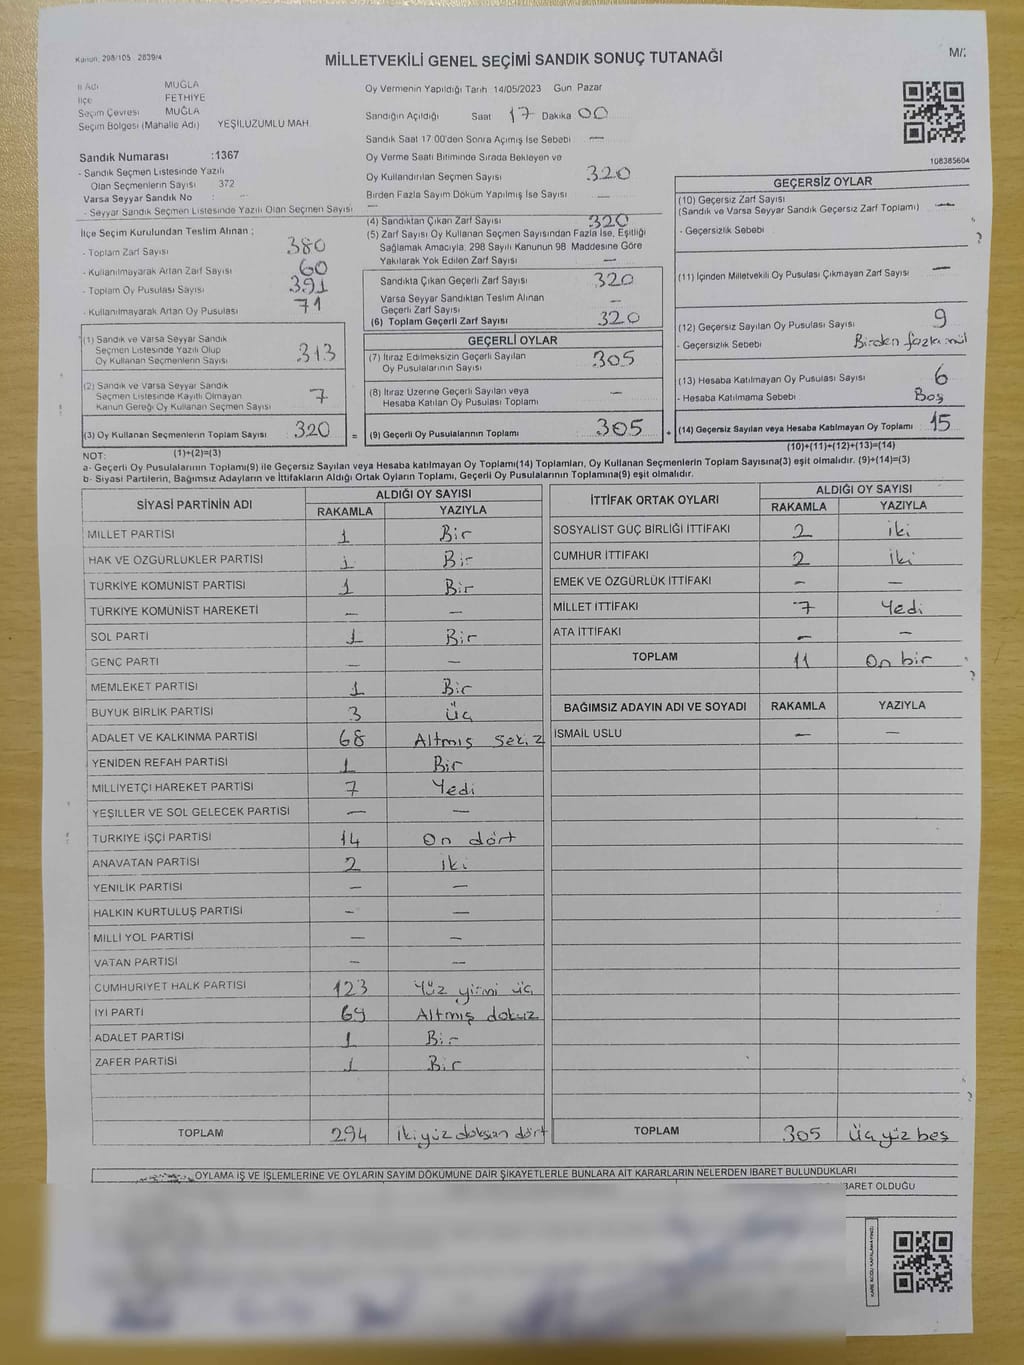 Kanun: 298/105 2839/4
MİLLETVEKİLİ GENEL SEÇİMİ SANDIK SONUÇ TUTANAĞI
M/
İl Adı MUĞLA
İlçe FETHİYE
Seçim Çevresi MUĞLA
Seçim Bölgesi (Mahalle Adı) YEŞİLÜZÜMLÜ MAH.
Oy Vermenin Yapıldığı Tarih 14/05/2023 Gün Pazar
Sandığın Açıldığı Saat 17 Dakika 00
Sandık Saat 17:00'den Sonra Açımış İse Sebebi —
Oy Verme Saati Bitiminde Sırada Bekleyen ve
Oy Kullandırılan Seçmen Sayısı 320
Birden Fazla Sayım Döküm Yapılmış İse Sayısı —
108385604
Sandık Numarası :1367
- Sandık Seçmen Listesinde Yazılı
Olan Seçmenlerin Sayısı 372
Varsa Seyyar Sandık No :
- Seyyar Sandık Seçmen Listesinde Yazılı Olan Seçmen Sayısı —
İlçe Seçim Kurulundan Teslim Alınan ;
- Toplam Zarf Sayısı 380
- Kullanılmayarak Artan Zarf Sayısı 60
- Toplam Oy Pusulası Sayısı 391
- Kullanılmayarak Artan Oy Pusulası 71
(1) Sandık ve Varsa Seyyar Sandık
Seçmen Listesinde Yazılı Olup
Oy Kullanan Seçmenlerin Sayısı 313
(2) Sandık ve Varsa Seyyar Sandık
Seçmen Listesinde Kayıtlı Olmayan
Kanun Gereği Oy Kullanan Seçmen Sayısı 7
(3) Oy Kullanan Seçmenlerin Toplam Sayısı 320
(4) Sandıktan Çıkan Zarf Sayısı 320
(5) Zarf Sayısı Oy Kullanan Seçmen Sayısından Fazla İse, Eşitliği
Sağlamak Amacıyla; 298 Sayılı Kanunun 98. Maddesine Göre
Yakılarak Yok Edilen Zarf Sayısı —
Sandıkta Çıkan Geçerli Zarf Sayısı 320
Varsa Seyyar Sandıktan Teslim Alınan
Geçerli Zarf Sayısı —
(6) Toplam Geçerli Zarf Sayısı 320
GEÇERLİ OYLAR
(7) İtiraz Edilmeksizin Geçerli Sayılan
Oy Pusulalarının Sayısı 305
(8) İtiraz Üzerine Geçerli Sayılan veya
Hesaba Katılan Oy Pusulası Toplamı —
= (9) Geçerli Oy Pusulalarının Toplamı 305 +
GEÇERSİZ OYLAR
(10) Geçersiz Zarf Sayısı
(Sandık ve Varsa Seyyar Sandık Geçersiz Zarf Toplamı) —
- Geçersizlik Sebebi
(11) İçinden Milletvekili Oy Pusulası Çıkmayan Zarf Sayısı —
(12) Geçersiz Sayılan Oy Pusulası Sayısı 9
- Geçersizlik Sebebi Birden fazla
(13) Hesaba Katılmayan Oy Pusulası Sayısı 6
- Hesaba Katılmama Sebebi Boş
(14) Geçersiz Sayılan veya Hesaba Katılmayan Oy Toplamı 15
NOT: (1)+(2)=(3)
(10)+(11)+(12)+(13)=(14)
a- Geçerli Oy Pusulalarının Toplamı(9) ile Geçersiz Sayılan veya Hesaba katılmayan Oy Toplamı(14) Toplamları, Oy Kullanan Seçmenlerin Toplam Sayısına(3) eşit olmalıdır. (9)+(14)=(3)
b- Siyasi Partilerin, Bağımsız Adayların ve İttifakların Aldığı Ortak Oyların Toplamı, Geçerli Oy Pusulalarının Toplamına(9) eşit olmalıdır.
SİYASİ PARTİNİN ADI ALDIĞI OY SAYISI
RAKAMLA YAZIYLA
MİLLET PARTİSİ 1 Bir
HAK VE ÖZGÜRLÜKLER PARTİSİ 1 Bir
TÜRKİYE KOMÜNİST PARTİSİ 1 Bir
TÜRKİYE KOMÜNİST HAREKETİ — —
SOL PARTİ 1 Bir
GENÇ PARTİ — —
MEMLEKET PARTİSİ 1 Bir
BÜYÜK BİRLİK PARTİSİ 3 üç
ADALET VE KALKINMA PARTİSİ 68 Altmış sekiz
YENİDEN REFAH PARTİSİ 1 Bir
MİLLİYETÇİ HAREKET PARTİSİ 7 Yedi
YEŞİLLER VE SOL GELECEK PARTİSİ — —
TÜRKİYE İŞÇİ PARTİSİ 14 On dört
ANAVATAN PARTİSİ 2 iki
YENİLİK PARTİSİ — —
HALKIN KURTULUŞ PARTİSİ — —
MİLLİ YOL PARTİSİ — —
VATAN PARTİSİ — —
CUMHURİYET HALK PARTİSİ 123 Yüz yirmi üç
İYİ PARTİ 69 Altmış dokuz
ADALET PARTİSİ 1 Bir
ZAFER PARTİSİ 1 Bir
TOPLAM 294 iki yüz doksan dört
İTTİFAK ORTAK OYLARI ALDIĞI OY SAYISI
RAKAMLA YAZIYLA
SOSYALİST GÜÇ BİRLİĞİ İTTİFAKI 2 iki
CUMHUR İTTİFAKI 2 iki
EMEK VE ÖZGÜRLÜK İTTİFAKI — —
MİLLET İTTİFAKI 7 Yedi
ATA İTTİFAKI — —
TOPLAM 11 On bir
BAĞIMSIZ ADAYIN ADI VE SOYADI RAKAMLA YAZIYLA
İSMAİL USLU — —
TOPLAM 305 üç yüz beş
OYLAMA İŞ VE İŞLEMLERİNE VE OYLARIN SAYIM DÖKÜMÜNE DAİR ŞİKAYETLERLE BUNLARA AİT KARARLARIN NELERDEN İBARET BULUNDUKLARI
BARET OLDUĞU